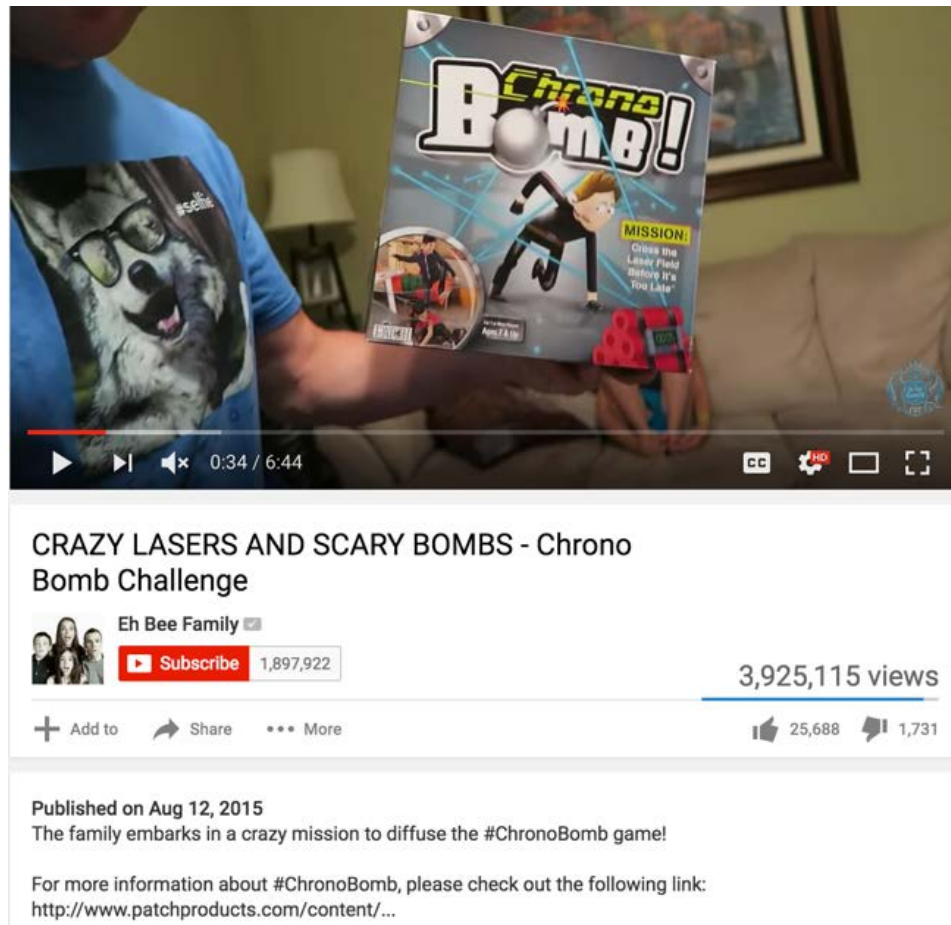 Chrono
Bomb!
#selfie
MISSION:
Cross the
Laser Field
Before It's
Too Late
Ages 7 & Up
0:34 / 6:44
CC
HD
CRAZY LASERS AND SCARY BOMBS - Chrono
Bomb Challenge
Eh Bee Family
Subscribe 1,897,922
3,925,115 views
Add to Share More
25,688 1,731
Published on Aug 12, 2015
The family embarks in a crazy mission to diffuse the #ChronoBomb game!
For more information about #ChronoBomb, please check out the following link:
http://www.patchproducts.com/content/...